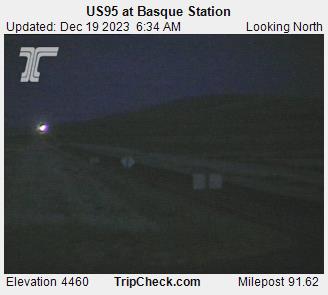 US95 at Basque Station
Updated: Dec 19 2023 6:34 AM Looking North
Elevation 4460 TripCheck.com Milepost 91.62